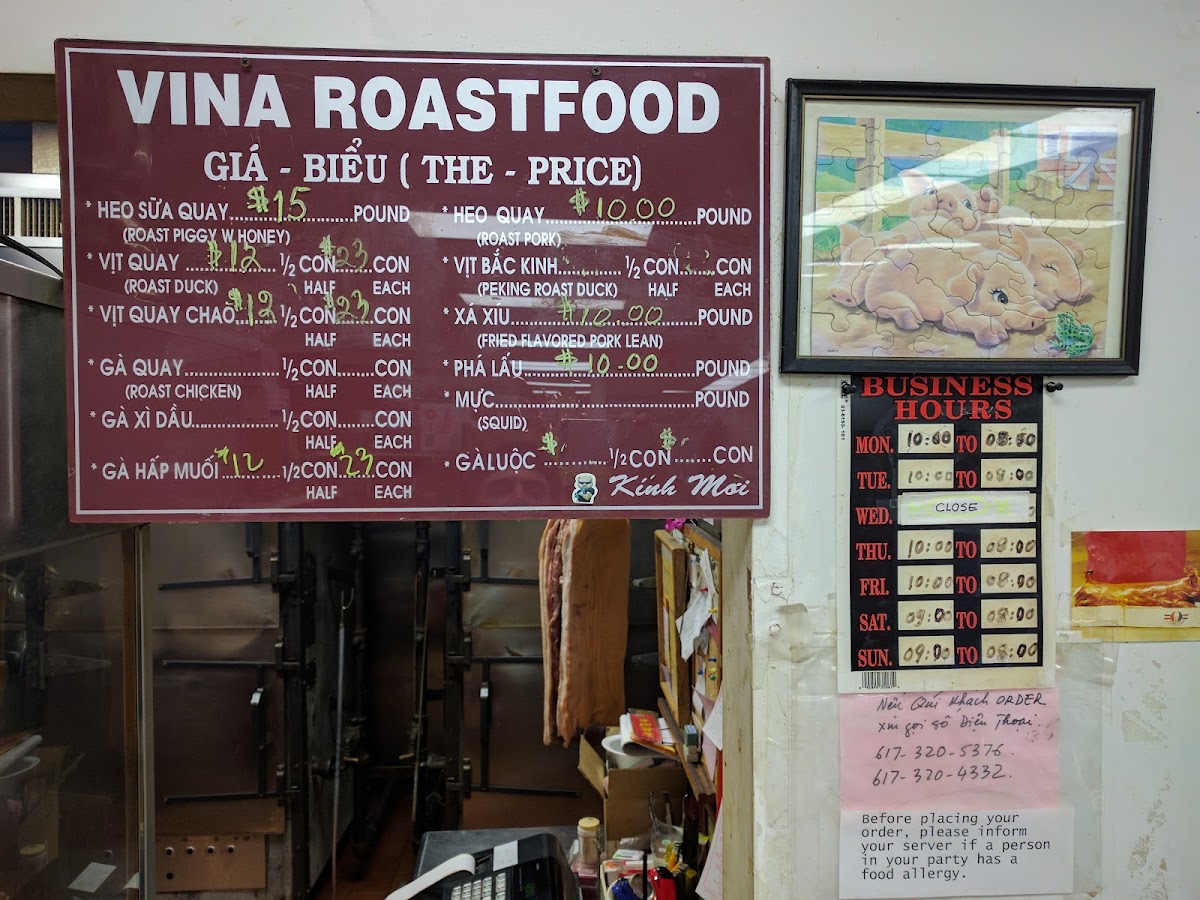 VINA ROASTFOOD
GIÁ - BIỂU ( THE - PRICE)
* HEO SỮA QUAY....$15....POUND
(ROAST PIGGY W HONEY)
* VỊT QUAY ....$12.... 1/2 CON $23 CON
(ROAST DUCK) HALF EACH
* VỊT QUAY CHAO $12 1/2 CON $23 CON
HALF EACH
* GÀ QUAY.... 1/2 CON....CON
(ROAST CHICKEN) HALF EACH
* GÀ XÌ DẦU.... 1/2 CON....CON
HALF EACH
* GÀ HẤP MUỐI $12 1/2 CON $23 CON
HALF EACH
* HEO QUAY $10.00 POUND
(ROAST PORK)
* VỊT BẮC KINH.... 1/2 CON....CON
(PEKING ROAST DUCK) HALF EACH
* XÁ XIU $10.00 POUND
(FRIED FLAVORED PORK LEAN)
* PHÁ LẤU $10.00 POUND
* MỰC....POUND
(SQUID)
* GÀ LUỘC $.... 1/2 CON $....CON
Kính Mời
BUSINESS
HOURS
MON. 10:00 TO 08:00
TUE. 10:00 TO 08:00
WED. CLOSE
THU. 10:00 TO 08:00
FRI. 10:00 TO 08:00
SAT. 09:00 TO 08:00
SUN. 09:00 TO 08:00
Nếu Quí Khách ORDER
xin gọi số Điện Thoại.
617-320-5376.
617-320-4332.
Before placing your
order, please inform
your server if a person
in your party has a
food allergy.